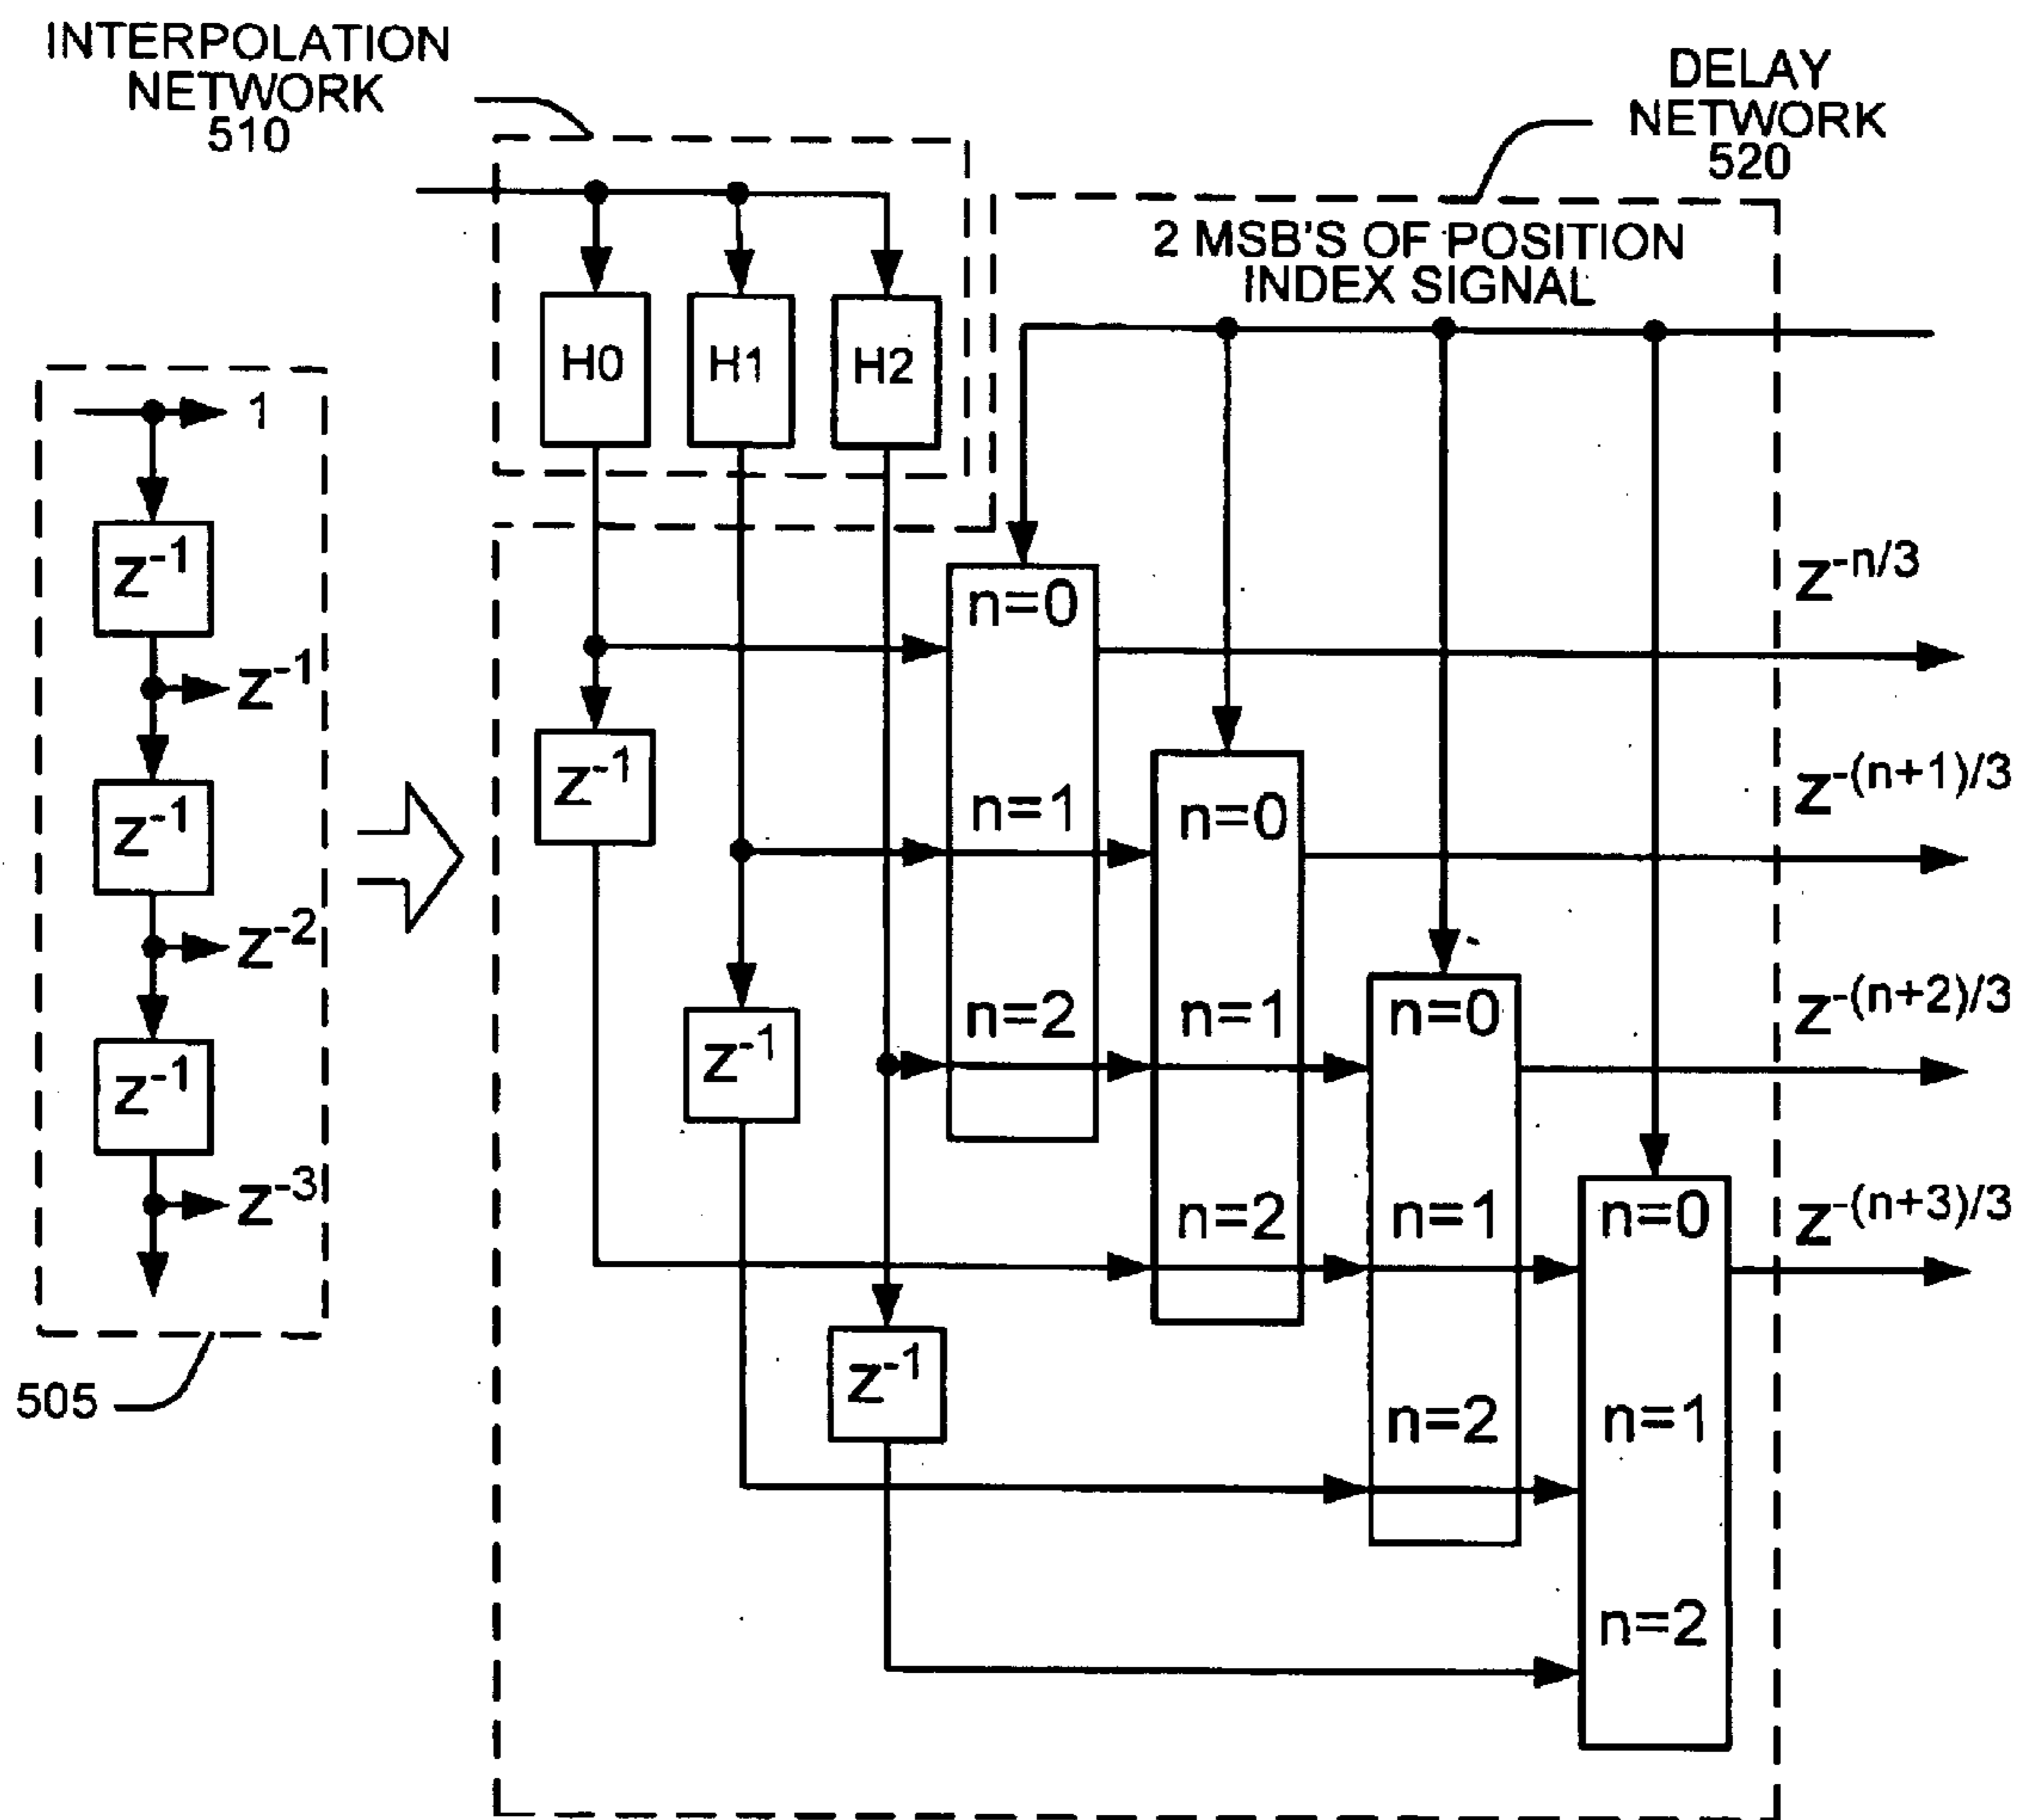 INTERPOLATION
NETWORK
510
DELAY
NETWORK
520
2 MSB'S OF POSITION
INDEX SIGNAL
H0 H1 H2
1
z⁻¹
z⁻¹
z⁻¹
z⁻²
z⁻¹
z⁻³
505
z⁻¹
z⁻¹
z⁻¹
n=0
n=1
n=2
n=0
n=1
n=2
n=0
n=1
n=2
n=0
n=1
n=2
z^-n/3
z^-(n+1)/3
z^-(n+2)/3
z^-(n+3)/3